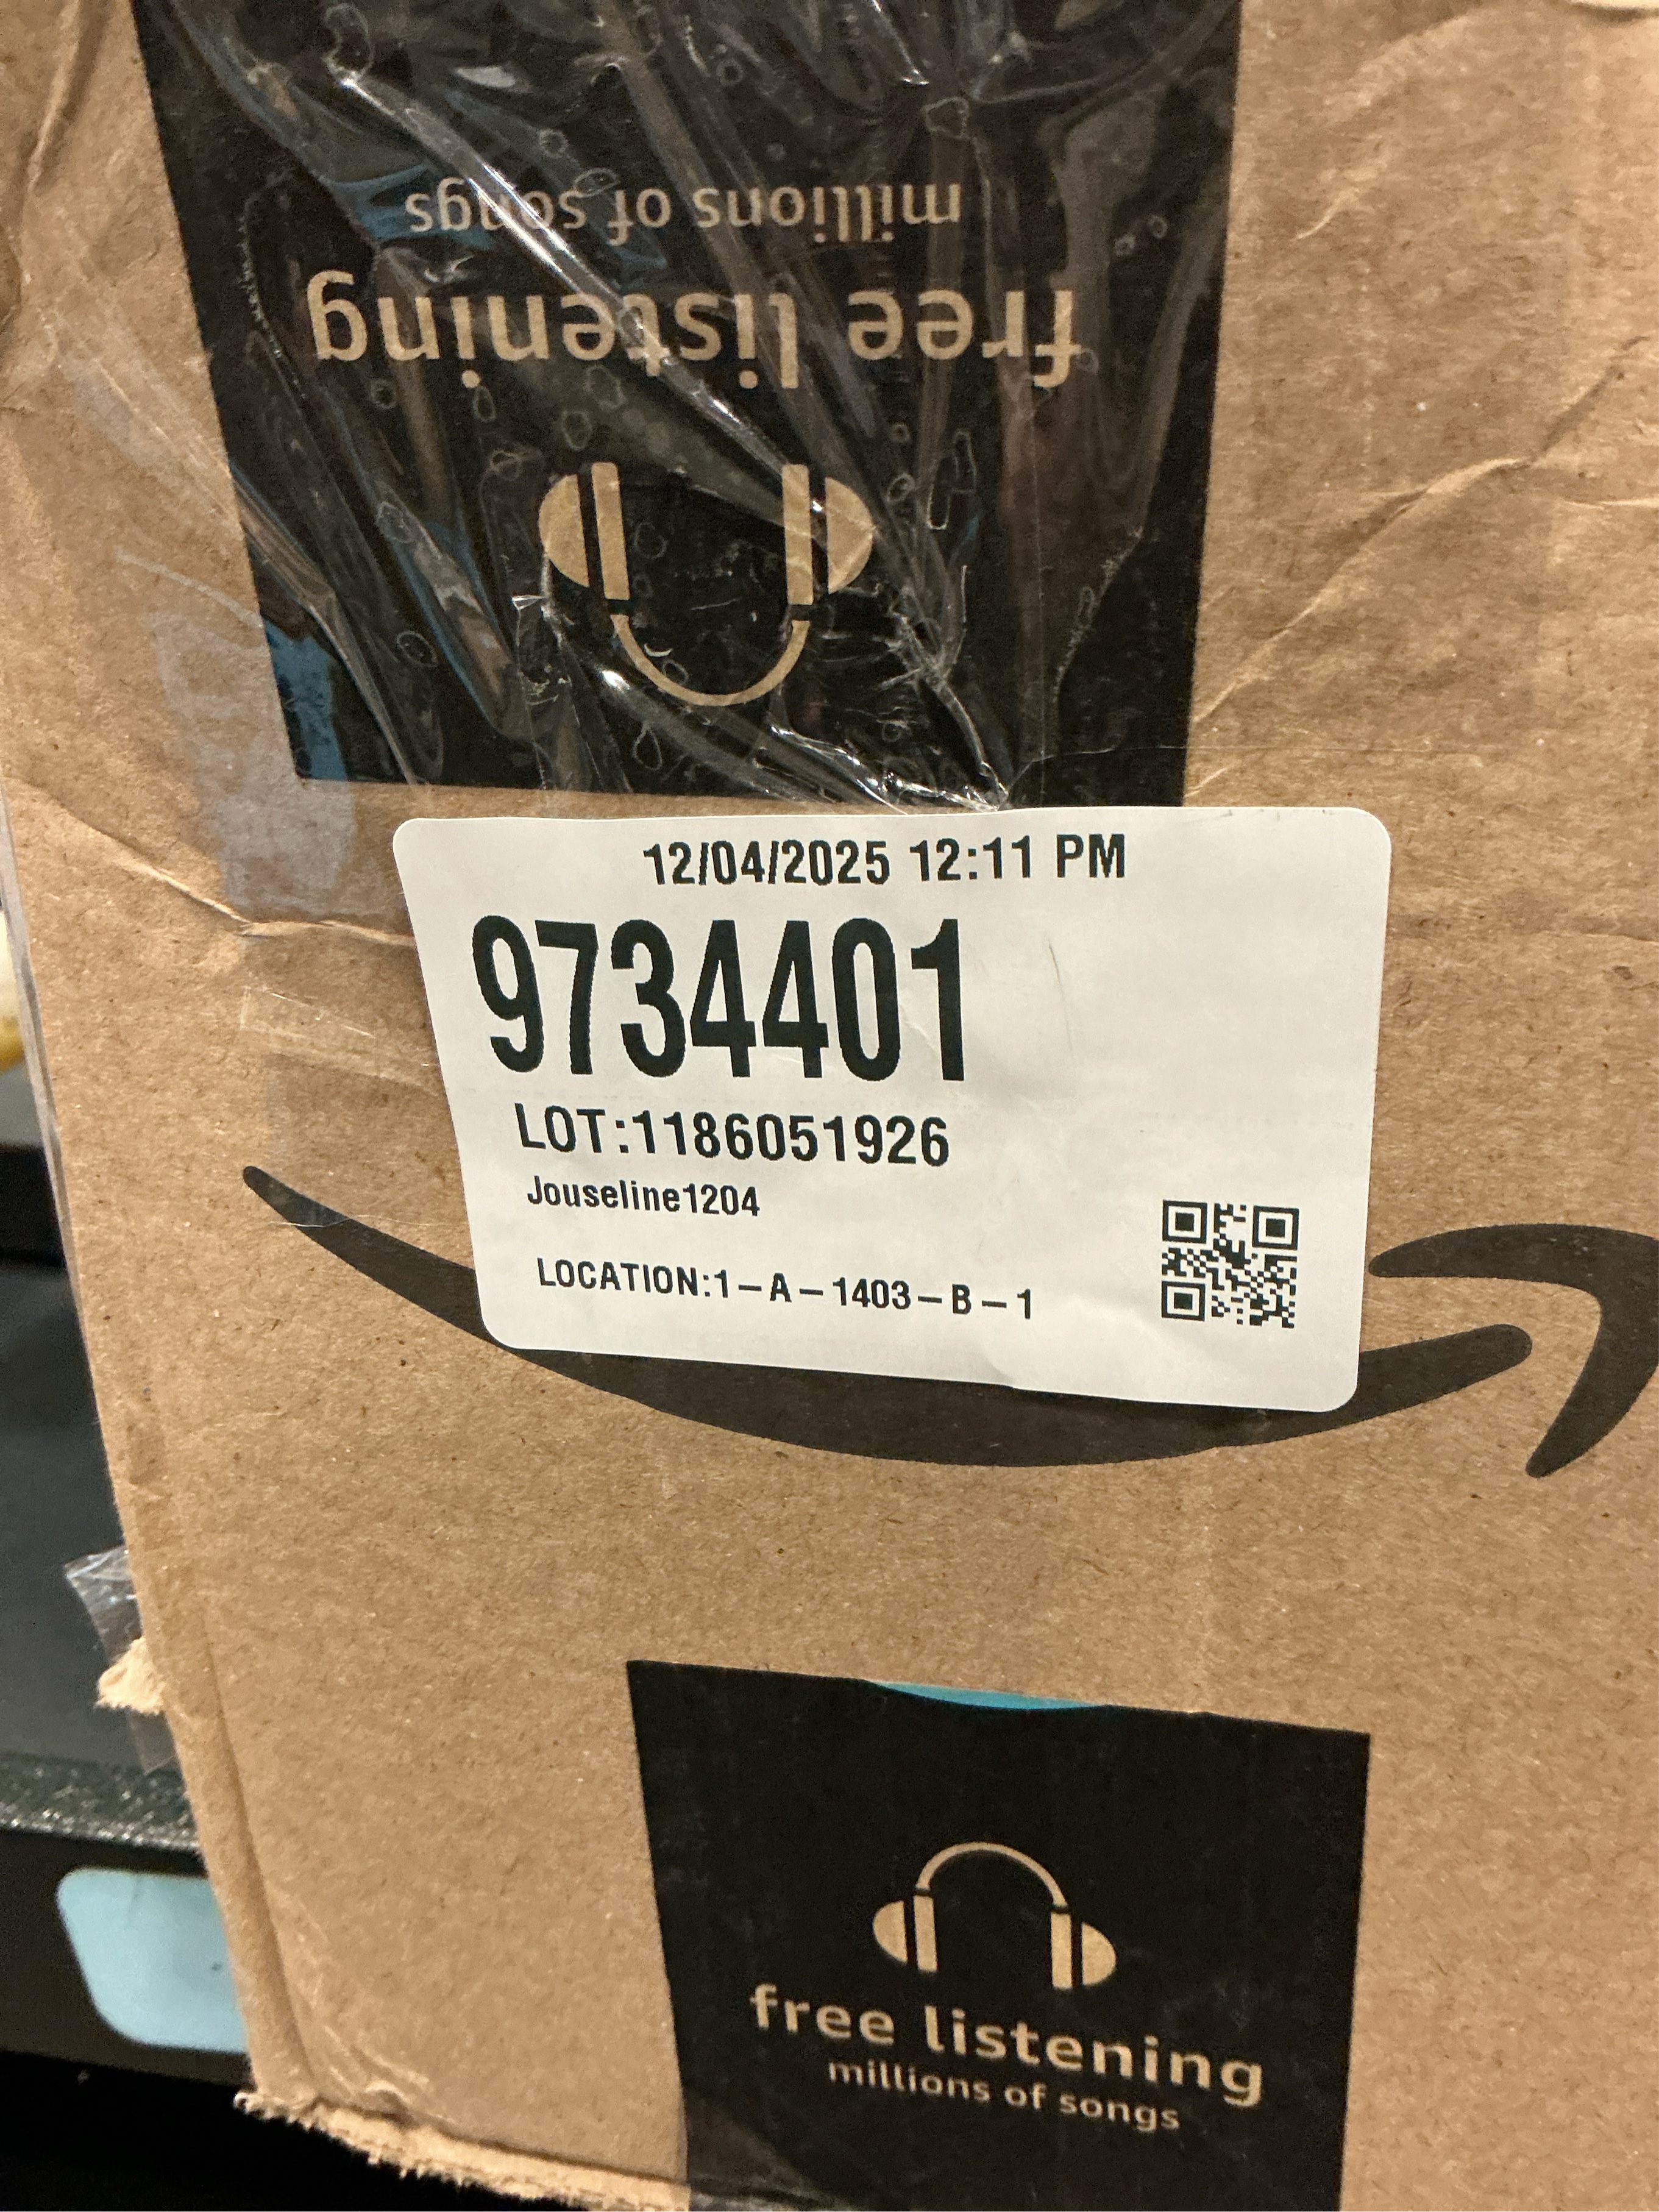 millions of songs
free listening
12/04/2025 12:11 PM
9734401
LOT:1186051926
Jouseline1204
LOCATION:1-A-1403-B-1
free listening
millions of songs